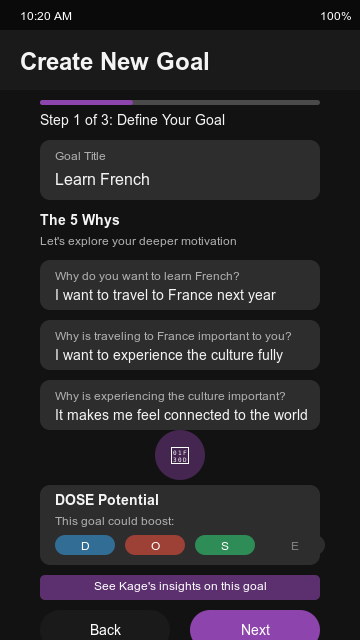 10:20 AM 100%
Create New Goal
Step 1 of 3: Define Your Goal
Goal Title
Learn French
The 5 Whys
Let's explore your deeper motivation
Why do you want to learn French?
I want to travel to France next year
Why is traveling to France important to you?
I want to experience the culture fully
Why is experiencing the culture important?
It makes me feel connected to the world
DOSE Potential
This goal could boost:
D O S E
See Kage's insights on this goal
Back Next